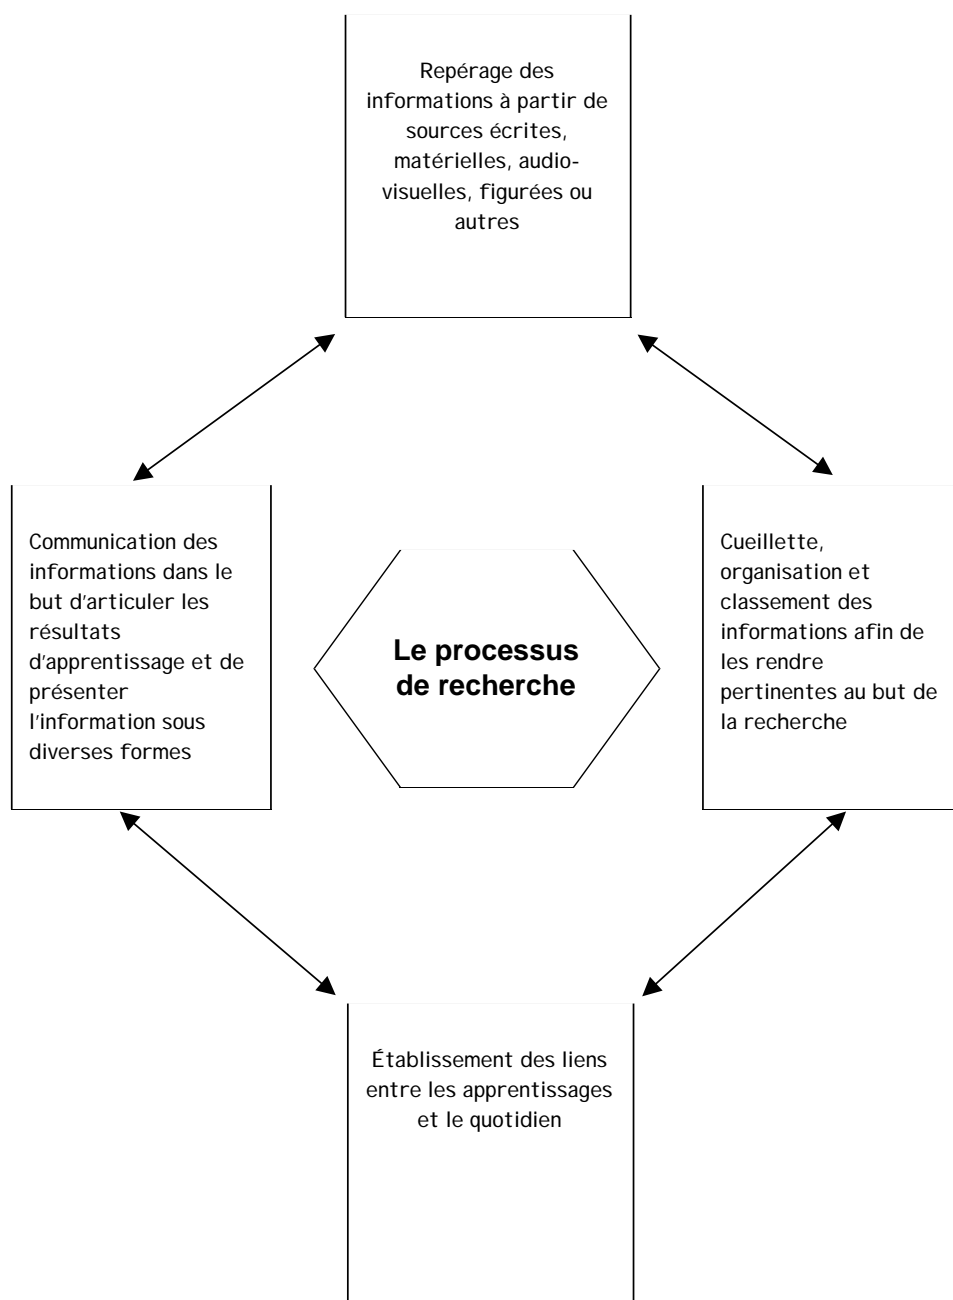 Repérage des
informations à partir de
sources écrites,
matérielles, audio-
visuelles, figurées ou
autres
Communication des
informations dans le
but d'articuler les
résultats
d'apprentissage et de
présenter
l'information sous
diverses formes
Le processus
de recherche
Cueillette,
organisation et
classement des
informations afin de
les rendre
pertinentes au but de
la recherche
Établissement des liens
entre les apprentissages
et le quotidien